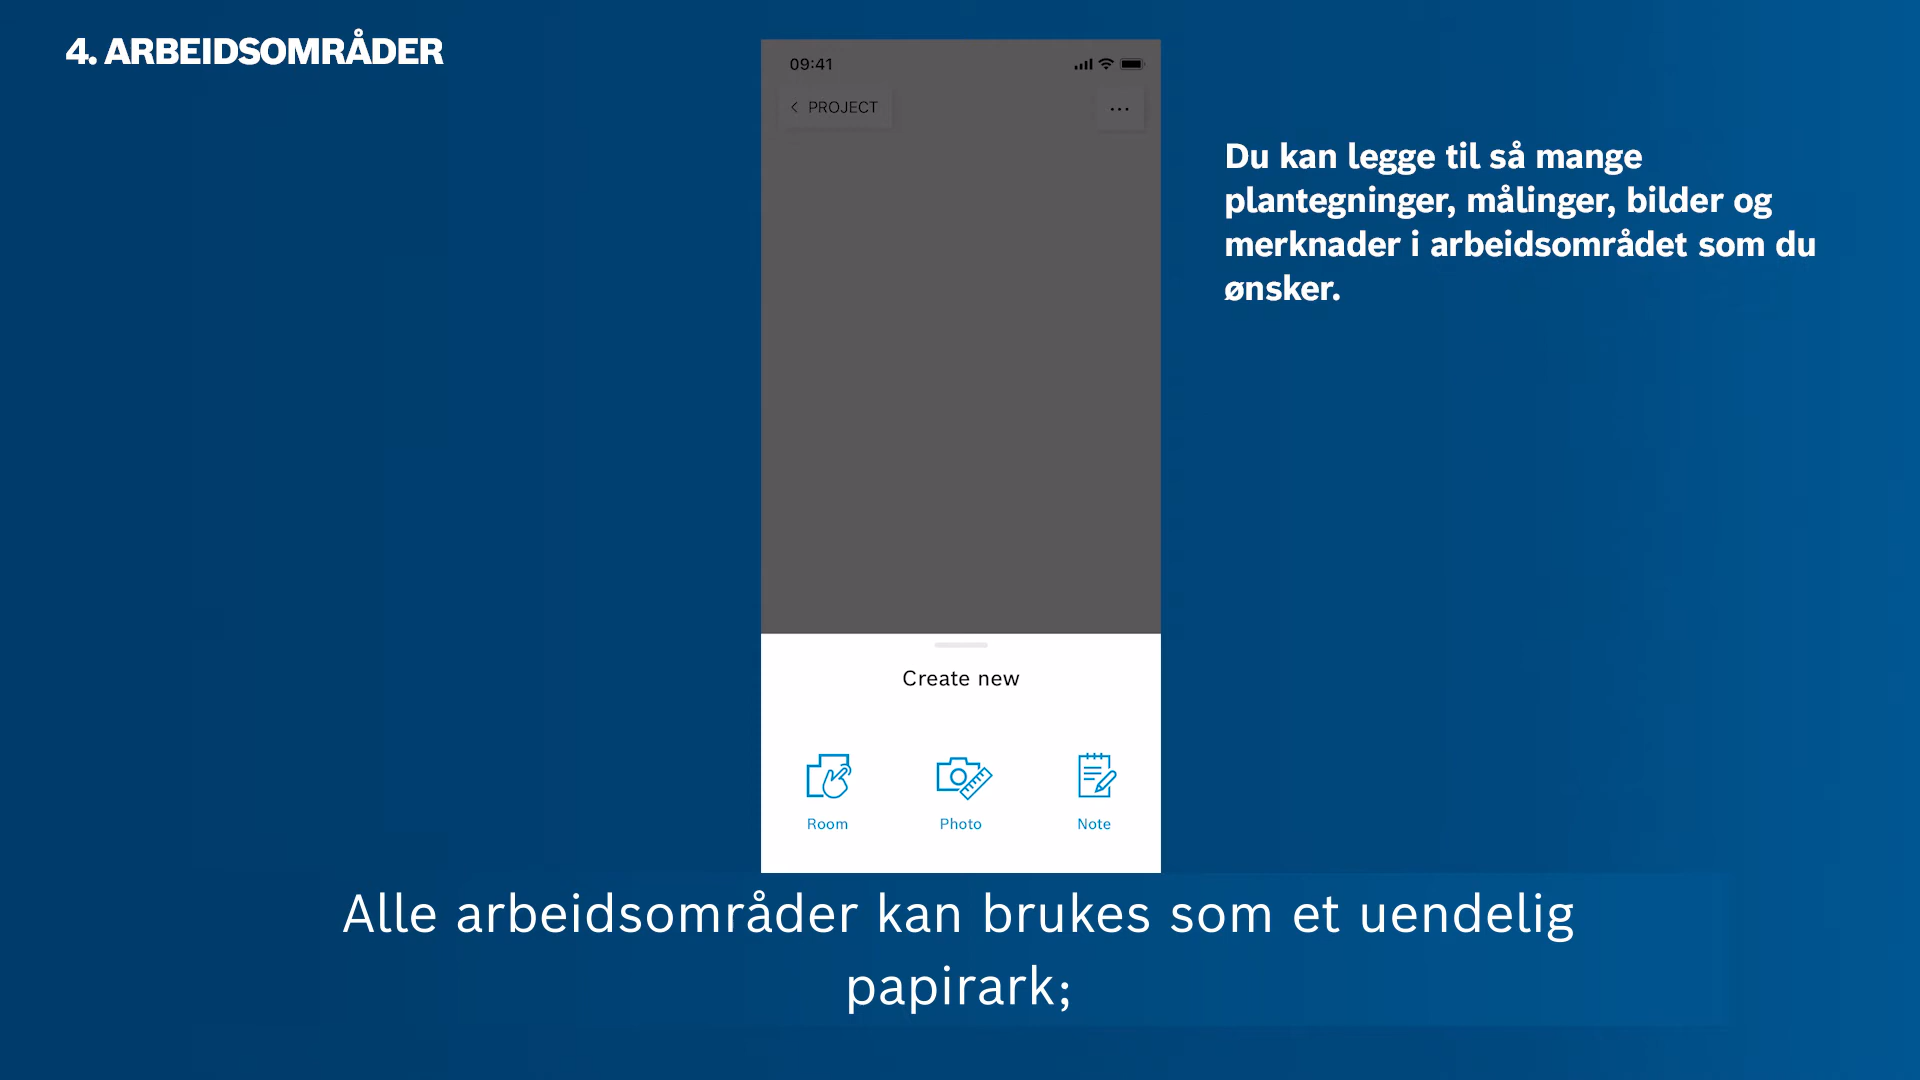 4. ARBEIDSOMRÅDER
09:41
PROJECT
Du kan legge til så mange
plantegninger, målinger, bilder og
merknader i arbeidsområdet som du
ønsker.
Create new
Room
Photo
Note
Alle arbeidsområder kan brukes som et uendelig
papirark;